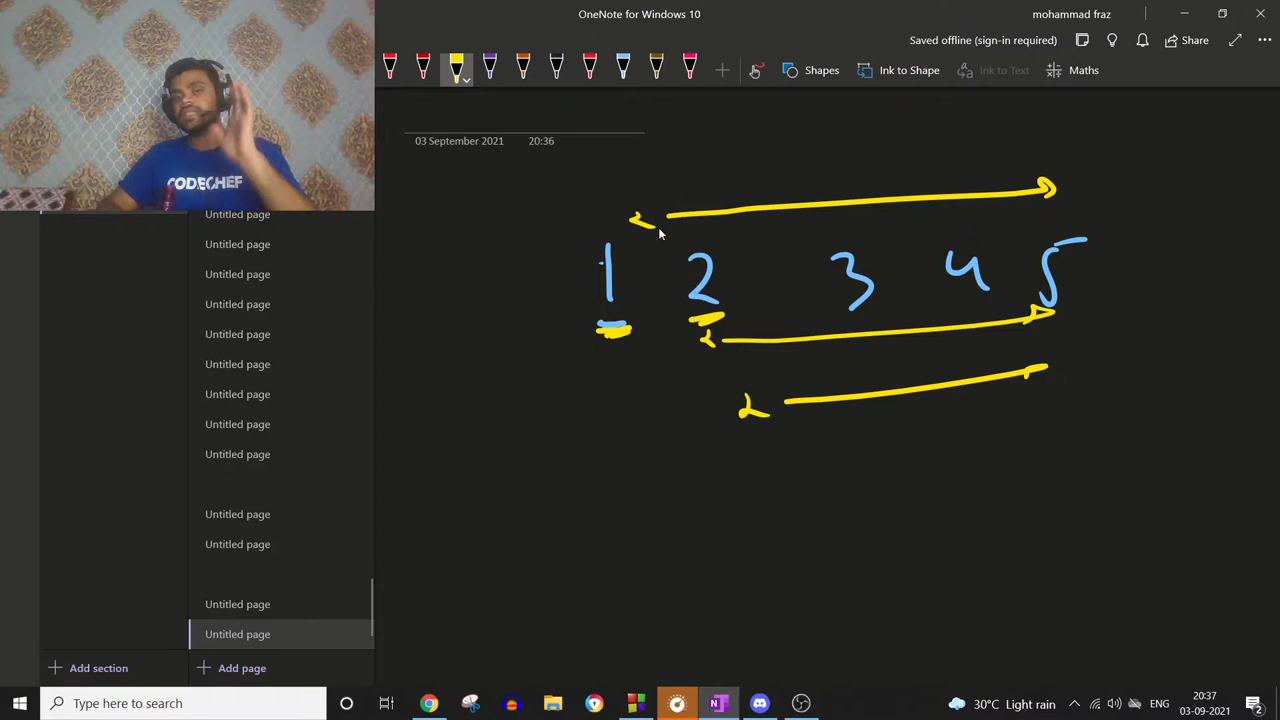 OneNote for Windows 10
mohammad fraz
Saved offline (sign-in required)
Share
Shapes
Ink to Shape
Ink to Text
Maths
CODECHEF
03 September 2021 20:36
1 2 3 4 5
Untitled page
Untitled page
Untitled page
Untitled page
Untitled page
Untitled page
Untitled page
Untitled page
Untitled page
Untitled page
Untitled page
Untitled page
Untitled page
Add section
Add page
Type here to search
30°C Light rain
ENG
20:37
03-09-2021
2